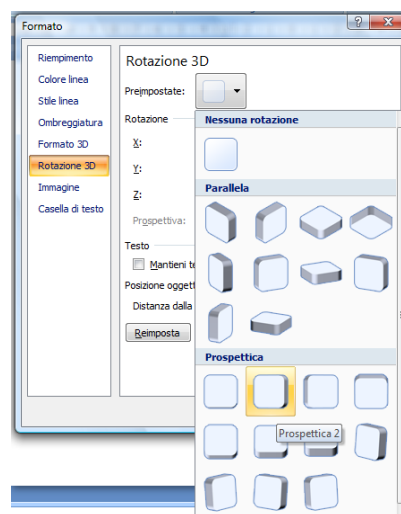 Formato
Riempimento
Colore linea
Stile linea
Ombreggiatura
Formato 3D
Rotazione 3D
Immagine
Casella di testo
Rotazione 3D
Preimpostate:
Rotazione
X:
Y:
Z:
Prospettiva:
Testo
Mantieni te
Posizione oggett
Distanza dalla
Reimposta
Nessuna rotazione
Parallela
Prospettica
Prospettica 2